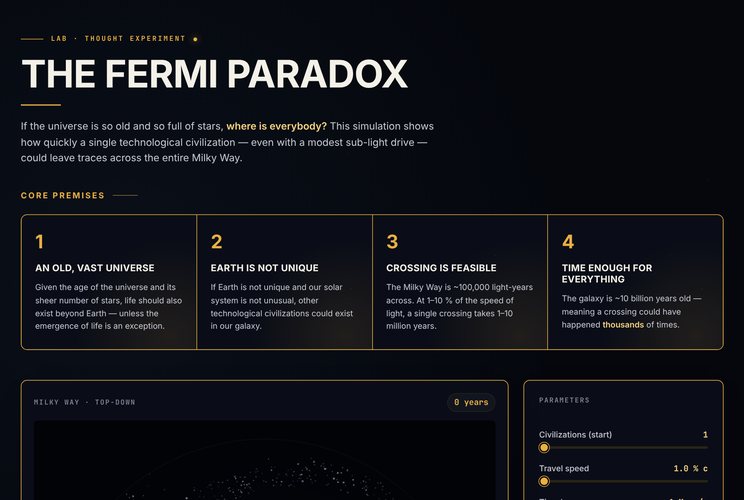 LAB · THOUGHT EXPERIMENT
THE FERMI PARADOX
If the universe is so old and so full of stars, where is everybody? This simulation shows
how quickly a single technological civilization — even with a modest sub-light drive —
could leave traces across the entire Milky Way.
CORE PREMISES
1
AN OLD, VAST UNIVERSE
Given the age of the universe and its
sheer number of stars, life should also
exist beyond Earth — unless the
emergence of life is an exception.
2
EARTH IS NOT UNIQUE
If Earth is not unique and our solar
system is not unusual, other
technological civilizations could exist
in our galaxy.
3
CROSSING IS FEASIBLE
The Milky Way is ~100,000 light-years
across. At 1–10 % of the speed of
light, a single crossing takes 1–10
million years.
4
TIME ENOUGH FOR
EVERYTHING
The galaxy is ~10 billion years old —
meaning a crossing could have
happened thousands of times.
MILKY WAY · TOP-DOWN
0 years
PARAMETERS
Civilizations (start) 1
Travel speed 1.0 % c